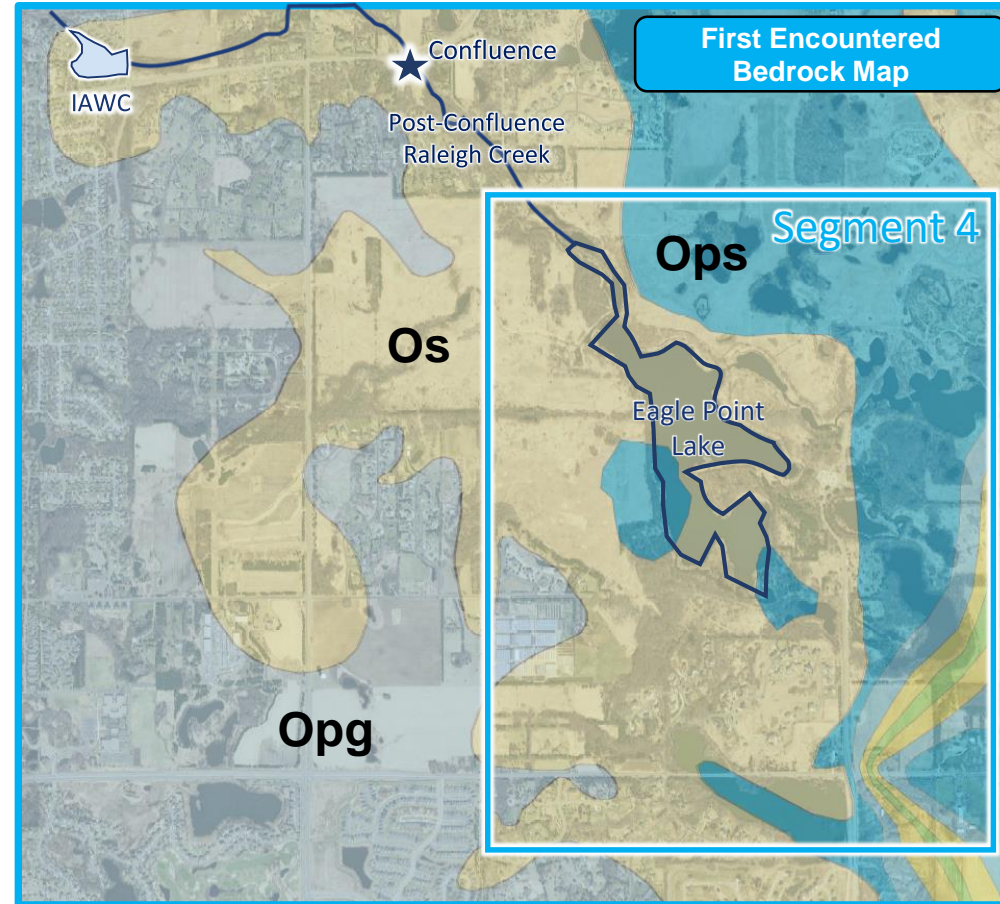 First Encountered
Bedrock Map
Confluence
IAWC
Post-Confluence
Raleigh Creek
Segment 4
Ops
Os
Eagle Point
Lake
Opg